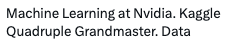 Machine Learning at Nvidia. Kaggle
Quadruple Grandmaster. Data